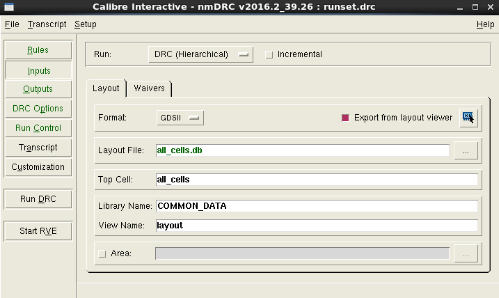 Calibre Interactive - nmDRC v2016.2_39.26 : runset.drc
File Transcript Setup Help
Rules
Inputs
Outputs
DRC Options
Run Control
Transcript
Customization
Run DRC
Start RVE
Run: DRC (Hierarchical) Incremental
Layout Waivers
Format: GDSII Export from layout viewer
Layout File: all_cells.db ...
Top Cell: all_cells
Library Name: COMMON_DATA
View Name: layout
Area: ...